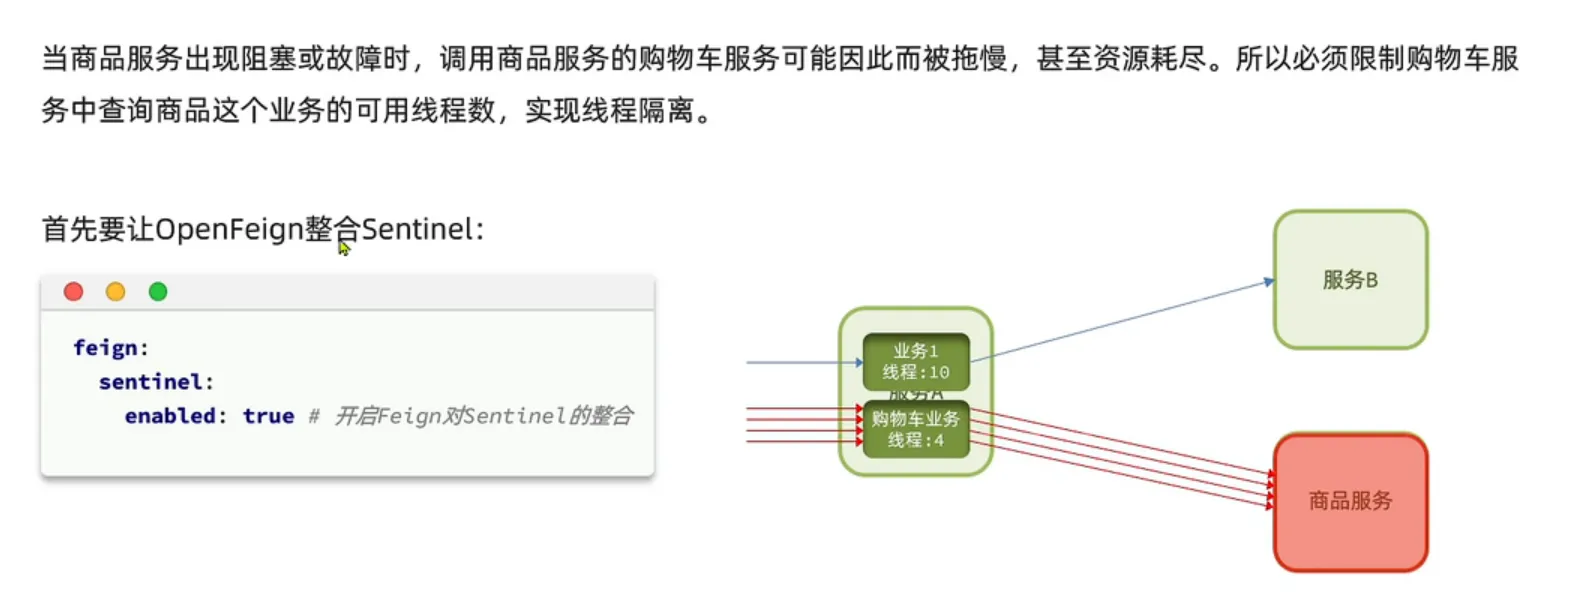 当商品服务出现阻塞或故障时，调用商品服务的购物车服务可能因此而被拖慢，甚至资源耗尽。所以必须限制购物车服
务中查询商品这个业务的可用线程数，实现线程隔离。
首先要让OpenFeign整合Sentinel：
feign:
  sentinel:
    enabled: true # 开启Feign对Sentinel的整合
业务1
线程:10
服务A
购物车业务
线程:4
服务B
商品服务